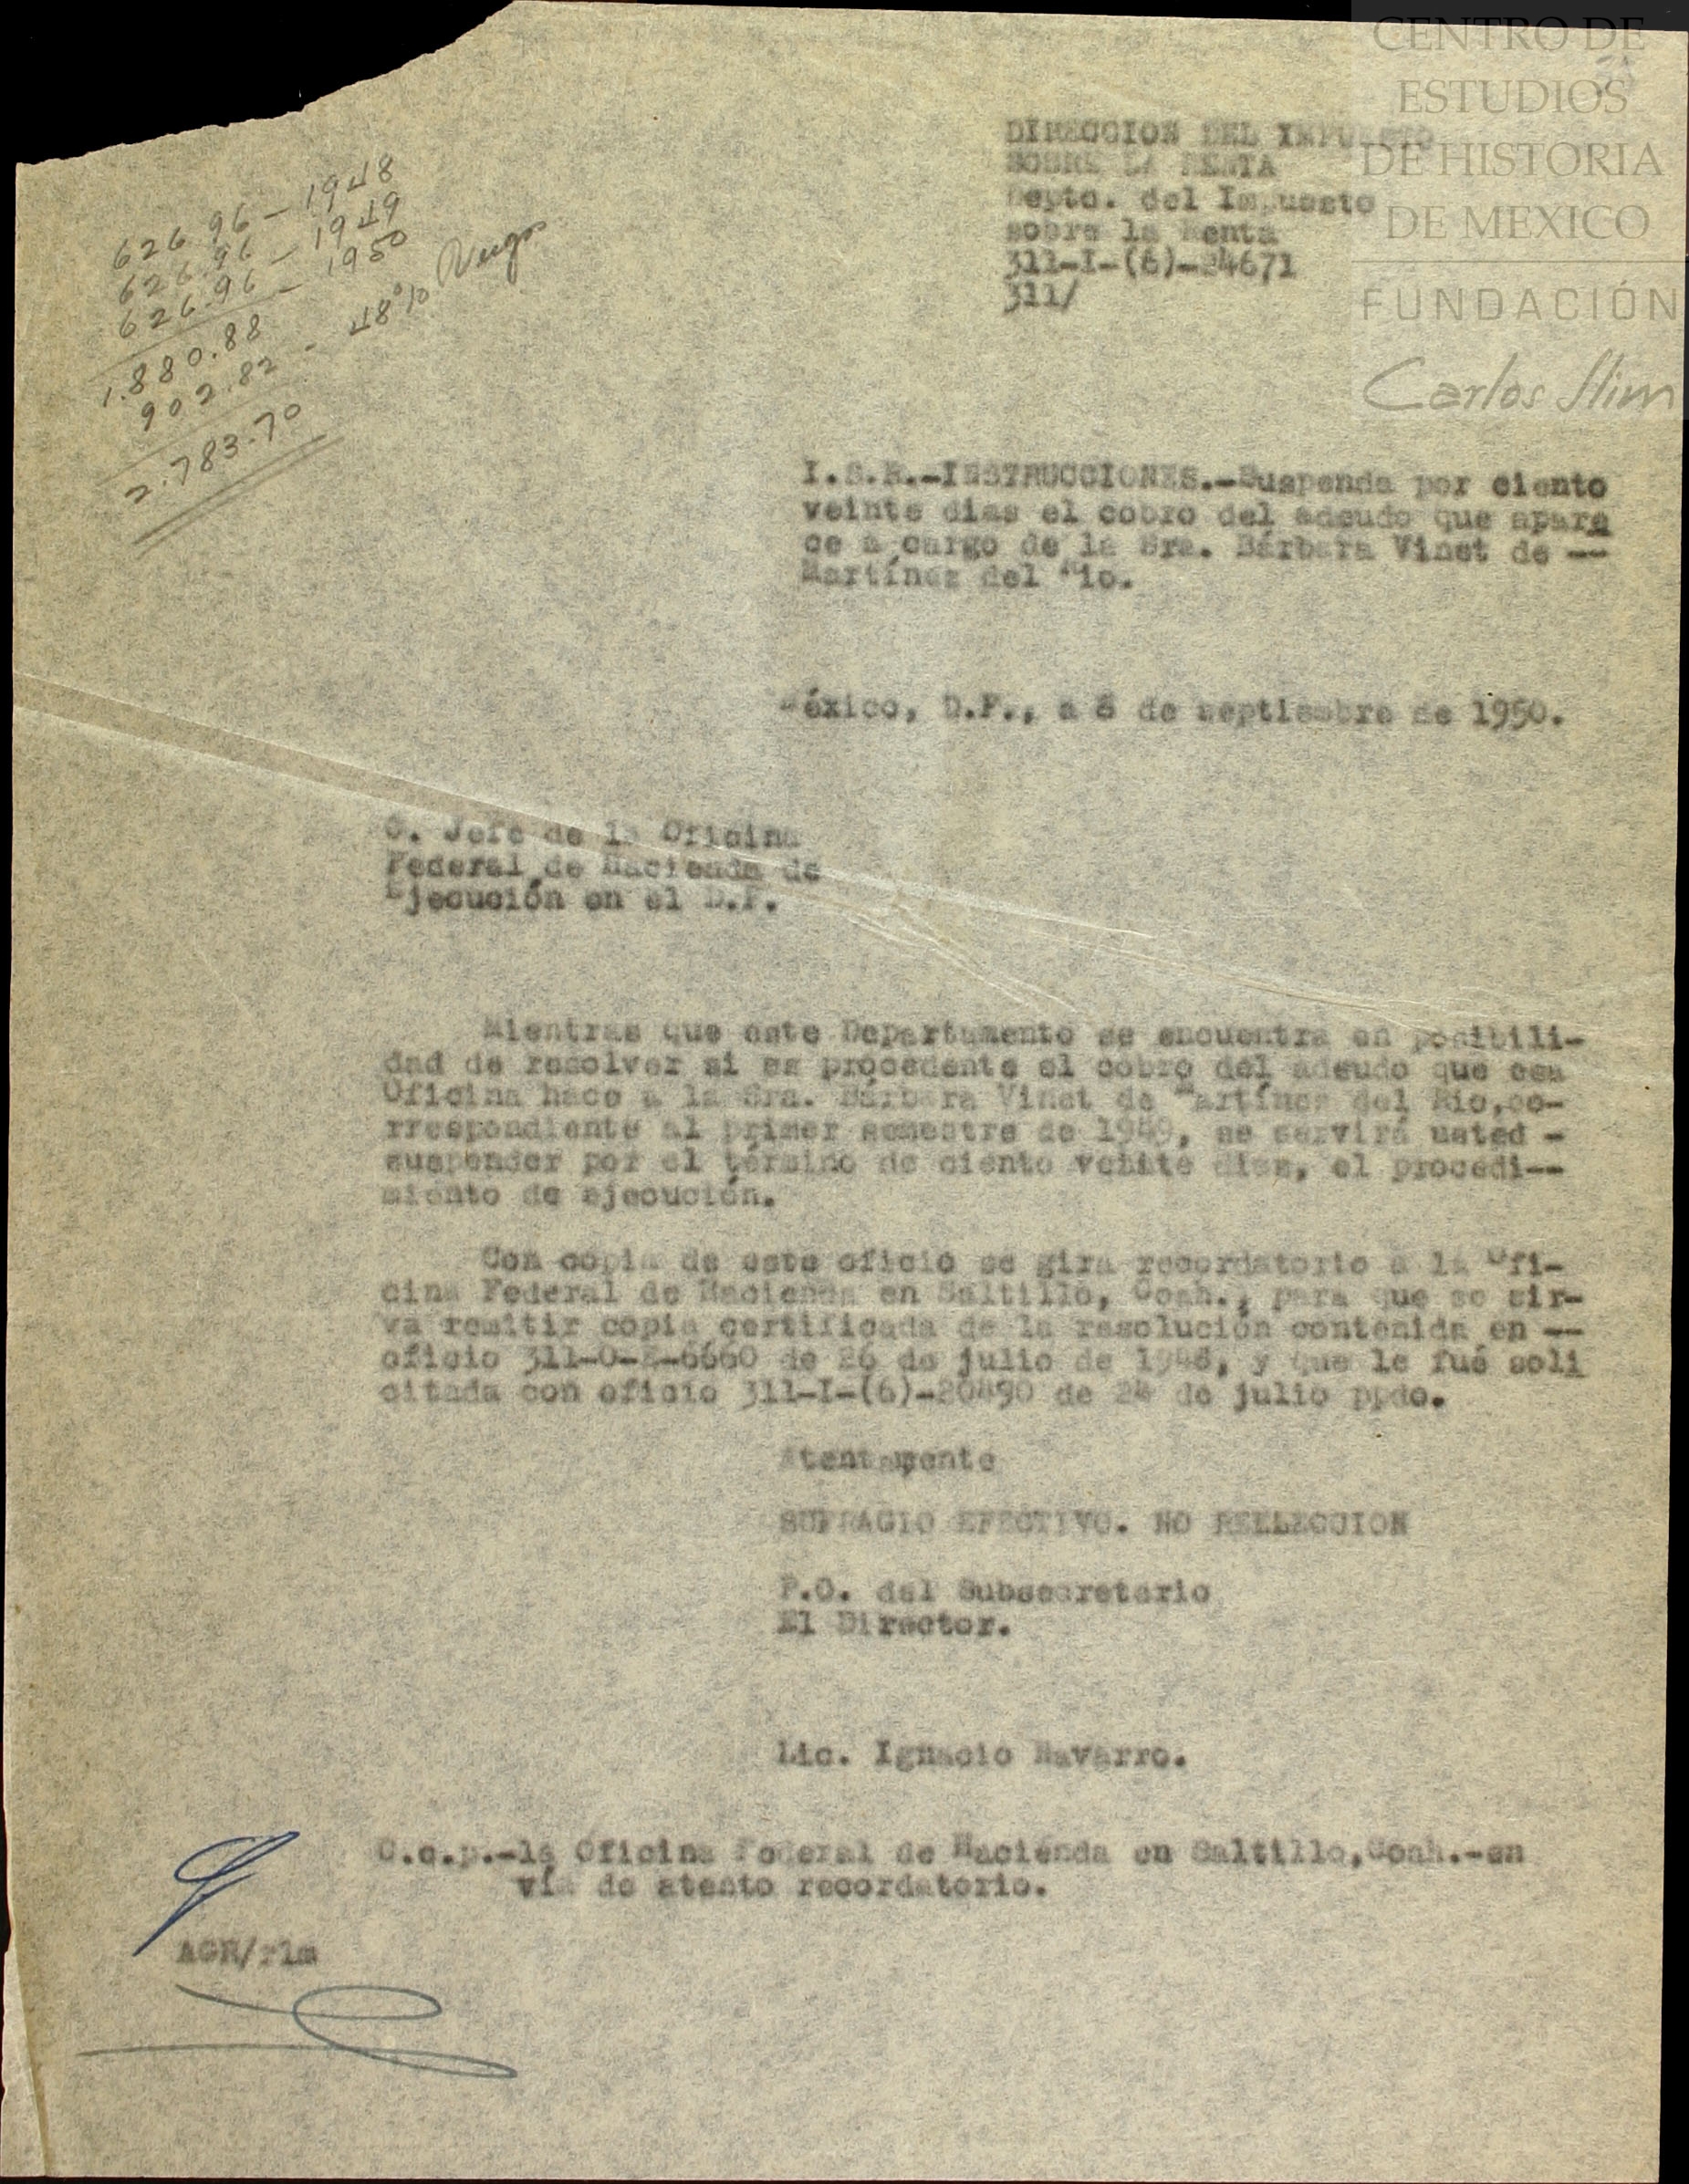 CENTRO DE
ESTUDIOS
DE HISTORIA
DE MEXICO
FUNDACIÓN
Carlos Slim
DIRECCION DEL IMPUESTO
SOBRE LA RENTA
Depto. del Impuesto
sobre la Renta
311-I-(6)-24671
311/
626 96 - 1948
626.96 - 1949
626.96 - 1950
1.880.88
902.82 - 48%
2.783.70
I.S.R.-INSTRUCCIONES.-Suspenda por ciento
veinte dias el cobro del adeudo que apare
ce a cargo de la Sra. Bárbara Vinet de --
Martínez del Rio.
México, D.F., a 8 de septiembre de 1950.
C. Jefe de la Oficina
Federal de Hacienda de
Ejecución en el D.F.
Mientras que este Departamento se encuentra en posibili-
dad de resolver si es procedente el cobro del adeudo que esa
Oficina hace a la Sra. Bárbara Vinet de Martínez del Rio,co-
rrespondiente al primer semestre de 1949, se servirá usted -
suspender por el término de ciento veinte dias, el procedi--
miento de ejecución.
Con copia de este oficio se gira recordatorio a la Ofi-
cina Federal de Hacienda en Saltillo, Coah., para que se sir-
va remitir copia certificada de la resolución contenida en --
oficio 311-O-E-6660 de 26 de julio de 1948, y que le fué soli
citada con oficio 311-I-(6)-20490 de 24 de julio ppdo.
Atentamente
SUFRAGIO EFECTIVO. NO REELECCION
P.O. del Subsecretario
El Director.
Lic. Ignacio Navarro.
C.c.p.-la Oficina Federal de Hacienda en Saltillo,Coah.-en
vía de atento recordatorio.
AGR/rlm